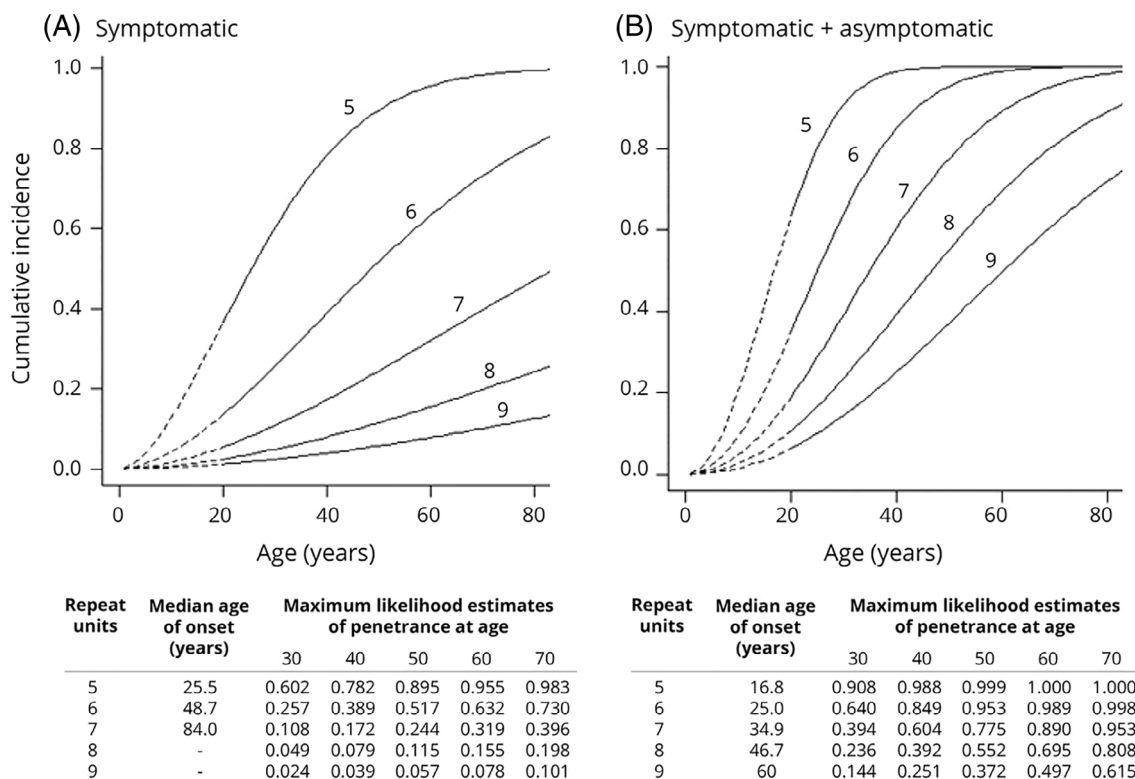 (A) Symptomatic
Cumulative incidence
1.0
0.8
0.6
0.4
0.2
0.0
5
6
7
8
9
0 20 40 60 80
Age (years)
Repeat units Median age of onset (years) Maximum likelihood estimates of penetrance at age
30 40 50 60 70
5 25.5 0.602 0.782 0.895 0.955 0.983
6 48.7 0.257 0.389 0.517 0.632 0.730
7 84.0 0.108 0.172 0.244 0.319 0.396
8 - 0.049 0.079 0.115 0.155 0.198
9 - 0.024 0.039 0.057 0.078 0.101
(B) Symptomatic + asymptomatic
1.0
0.8
0.6
0.4
0.2
0.0
5
6
7
8
9
0 20 40 60 80
Age (years)
Repeat units Median age of onset (years) Maximum likelihood estimates of penetrance at age
30 40 50 60 70
5 16.8 0.908 0.988 0.999 1.000 1.000
6 25.0 0.640 0.849 0.953 0.989 0.998
7 34.9 0.394 0.604 0.775 0.890 0.953
8 46.7 0.236 0.392 0.552 0.695 0.808
9 60 0.144 0.251 0.372 0.497 0.615